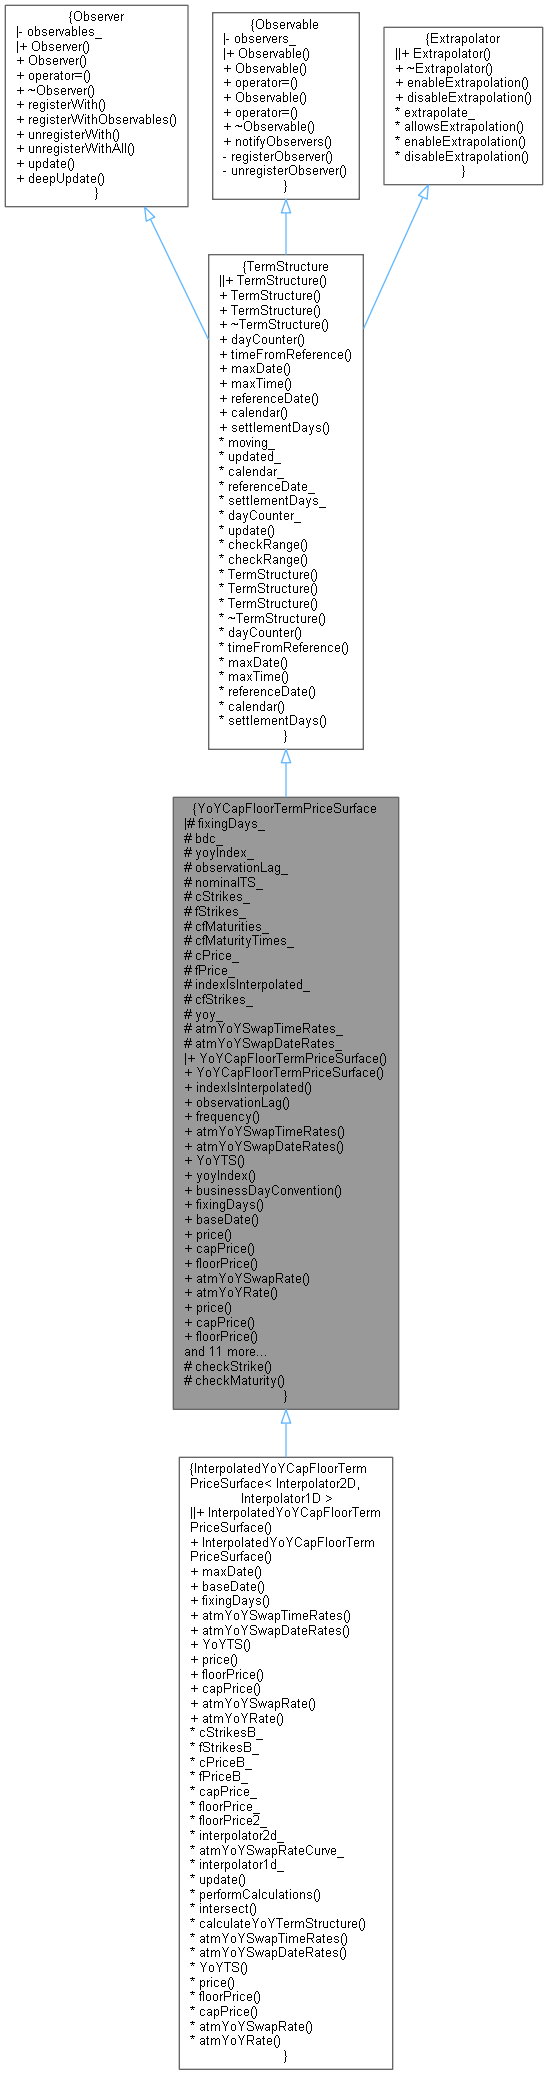 {Observer
|- observables_
|+ Observer()
+ Observer()
+ operator=()
+ ~Observer()
+ registerWith()
+ registerWithObservables()
+ unregisterWith()
+ unregisterWithAll()
+ update()
+ deepUpdate()
}
{Observable
|- observers_
|+ Observable()
+ Observable()
+ operator=()
+ Observable()
+ operator=()
+ ~Observable()
+ notifyObservers()
- registerObserver()
- unregisterObserver()
}
{Extrapolator
||+ Extrapolator()
+ ~Extrapolator()
+ enableExtrapolation()
+ disableExtrapolation()
* extrapolate_
* allowsExtrapolation()
* enableExtrapolation()
* disableExtrapolation()
}
{TermStructure
||+ TermStructure()
+ TermStructure()
+ TermStructure()
+ ~TermStructure()
+ dayCounter()
+ timeFromReference()
+ maxDate()
+ maxTime()
+ referenceDate()
+ calendar()
+ settlementDays()
* moving_
* updated_
* calendar_
* referenceDate_
* settlementDays_
* dayCounter_
* update()
* checkRange()
* checkRange()
* TermStructure()
* TermStructure()
* TermStructure()
* ~TermStructure()
* dayCounter()
* timeFromReference()
* maxDate()
* maxTime()
* referenceDate()
* calendar()
* settlementDays()
}
{YoYCapFloorTermPriceSurface
|# fixingDays_
# bdc_
# yoyIndex_
# observationLag_
# nominalTS_
# cStrikes_
# fStrikes_
# cfMaturities_
# cfMaturityTimes_
# cPrice_
# fPrice_
# indexIsInterpolated_
# cfStrikes_
# yoy_
# atmYoYSwapTimeRates_
# atmYoYSwapDateRates_
|+ YoYCapFloorTermPriceSurface()
+ YoYCapFloorTermPriceSurface()
+ indexIsInterpolated()
+ observationLag()
+ frequency()
+ atmYoYSwapTimeRates()
+ atmYoYSwapDateRates()
+ YoYTS()
+ yoyIndex()
+ businessDayConvention()
+ fixingDays()
+ baseDate()
+ price()
+ capPrice()
+ floorPrice()
+ atmYoYSwapRate()
+ atmYoYRate()
+ price()
+ capPrice()
+ floorPrice()
and 11 more...
# checkStrike()
# checkMaturity()
}
{InterpolatedYoYCapFloorTerm
PriceSurface< Interpolator2D,
Interpolator1D >
||+ InterpolatedYoYCapFloorTerm
PriceSurface()
+ InterpolatedYoYCapFloorTerm
PriceSurface()
+ maxDate()
+ baseDate()
+ fixingDays()
+ atmYoYSwapTimeRates()
+ atmYoYSwapDateRates()
+ YoYTS()
+ price()
+ floorPrice()
+ capPrice()
+ atmYoYSwapRate()
+ atmYoYRate()
* cStrikesB_
* fStrikesB_
* cPriceB_
* fPriceB_
* capPrice_
* floorPrice_
* floorPrice2_
* interpolator2d_
* atmYoYSwapRateCurve_
* interpolator1d_
* update()
* performCalculations()
* intersect()
* calculateYoYTermStructure()
* atmYoYSwapTimeRates()
* atmYoYSwapDateRates()
* YoYTS()
* price()
* floorPrice()
* capPrice()
* atmYoYSwapRate()
* atmYoYRate()
}